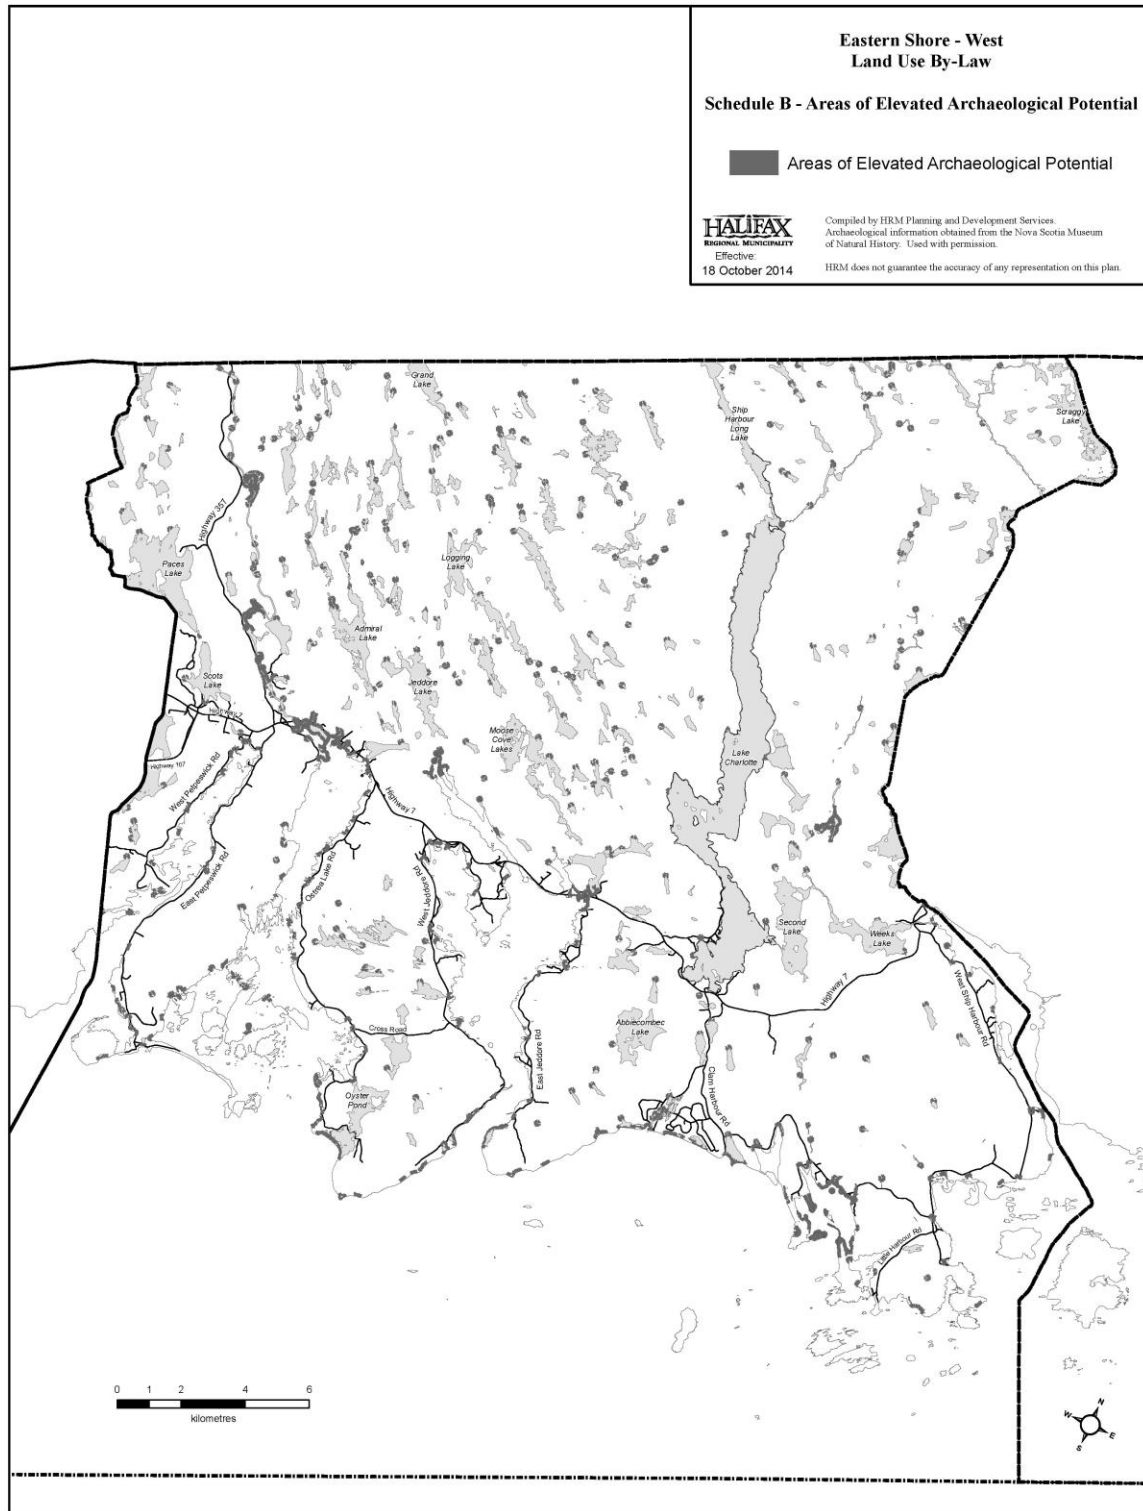 Eastern Shore - West
Land Use By-Law
Schedule B - Areas of Elevated Archaeological Potential
Areas of Elevated Archaeological Potential
HALIFAX
REGIONAL MUNICIPALITY
Effective:
18 October 2014
Compiled by HRM Planning and Development Services.
Archaeological information obtained from the Nova Scotia Museum
of Natural History. Used with permission.
HRM does not guarantee the accuracy of any representation on this plan.
Grand
Lake
Ship
Harbour
Long
Lake
Scraggy
Lake
Highway 357
Paces
Lake
Logging
Lake
Admiral
Lake
Scots
Lake
Jeddore
Lake
Highway 7
Moose
Cove
Lakes
Lake
Charlotte
Highway 107
West Petpeswick Rd
Highway 7
East Petpeswick Rd
Ostrea Lake Rd
West Jeddore Rd
Second
Lake
Weeks
Lake
Highway 7
West Ship Harbour Rd
Cross Road
Abbiecombec
Lake
East Jeddore Rd
Oyster
Pond
Clam Harbour Rd
Little Harbour Rd
0 1 2 4 6
kilometres
N
W
E
S